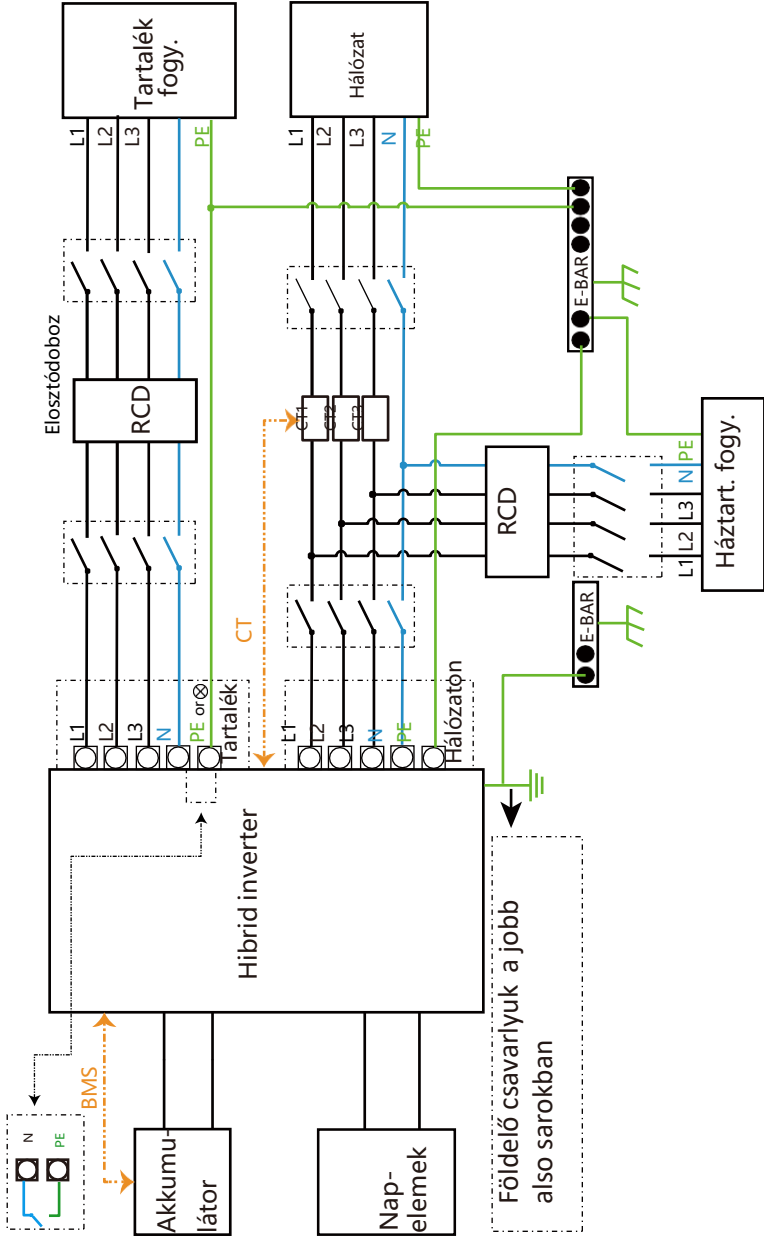 Tartalék
fogy.
L1
L2
L3
PE
Hálózat
L1
L2
L3
N
PE
Elosztódoboz
RCD
CT1
CT2
CT3
E-BAR
RCD
L1
L2
L3
N
PE
Háztart. fogy.
E-BAR
CT
L1
L2
L3
N
PE or
Tartalék
L1
L2
L3
N
PE
Hálózaton
Hibrid inverter
BMS
N
PE
Akkumu-
látor
Nap-
elemek
Földelő csavarlyuk a jobb
also sarokban